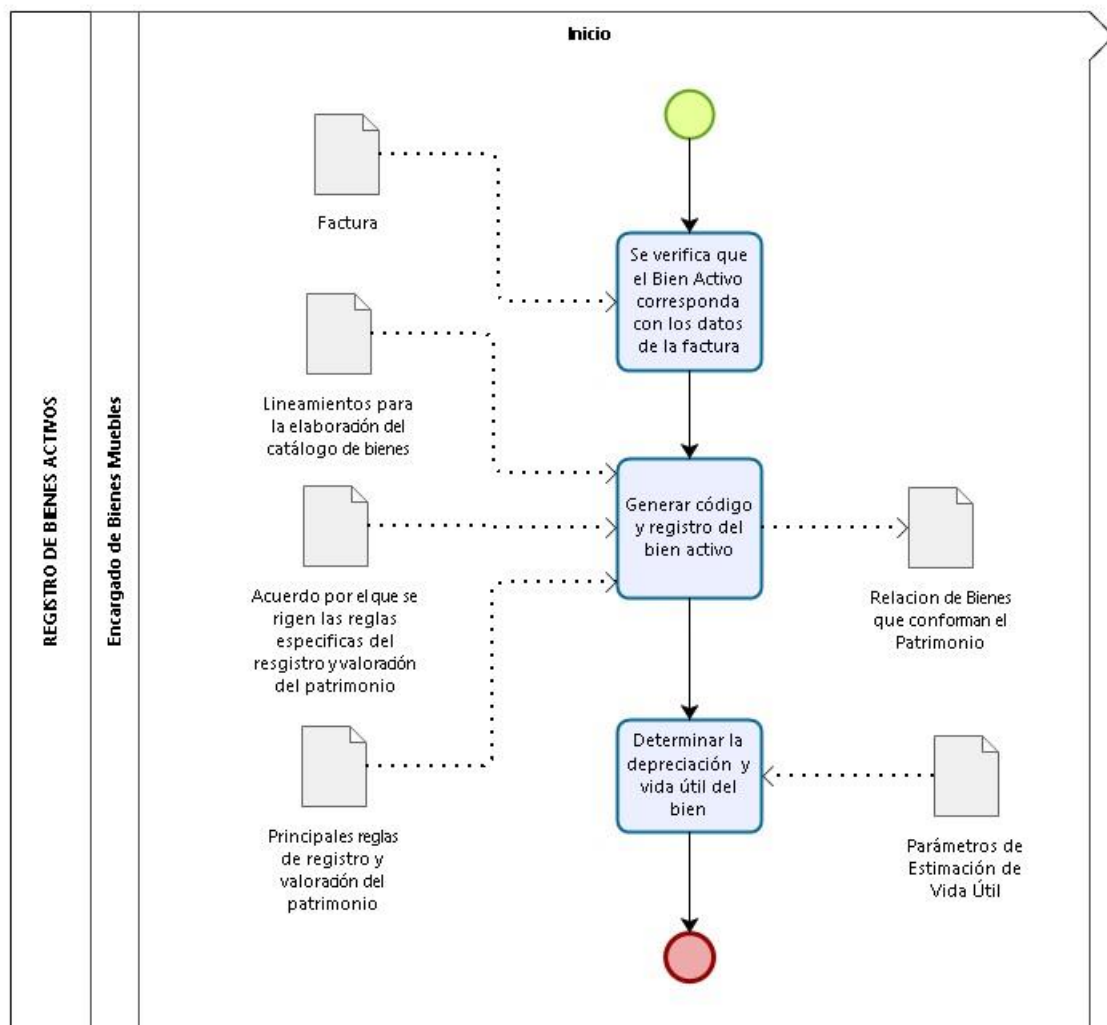 REGISTRO DE BIENES ACTIVOS
Encargado de Bienes Muebles
Inicio
Factura
Se verifica que
el Bien Activo
corresponda
con los datos
de la factura
Lineamientos para
la elaboración del
catálogo de bienes
Generar código
y registro del
bien activo
Acuerdo por el que se
rigen las reglas
especificas del
resgistro y valoración
del patrimonio
Relacion de Bienes
que conforman el
Patrimonio
Principales reglas
de registro y
valoración del
patrimonio
Determinar la
depreciación y
vida útil del
bien
Parámetros de
Estimación de
Vida Útil